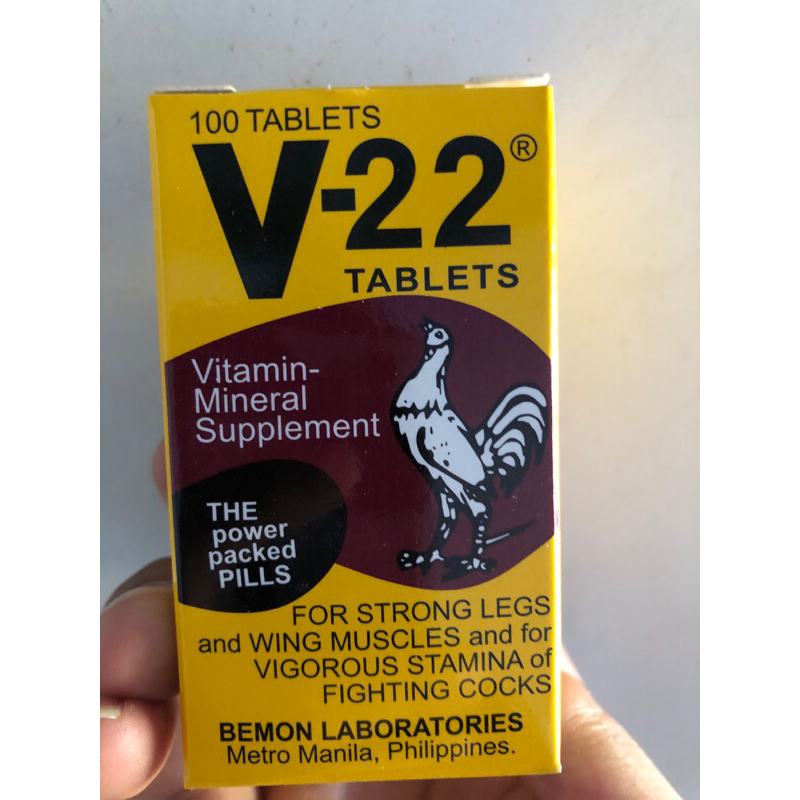 100 TABLETS
V-22®
TABLETS
Vitamin-
Mineral
Supplement
THE
power
packed
PILLS
FOR STRONG LEGS
and WING MUSCLES and for
VIGOROUS STAMINA of
FIGHTING COCKS
BEMON LABORATORIES
Metro Manila, Philippines.